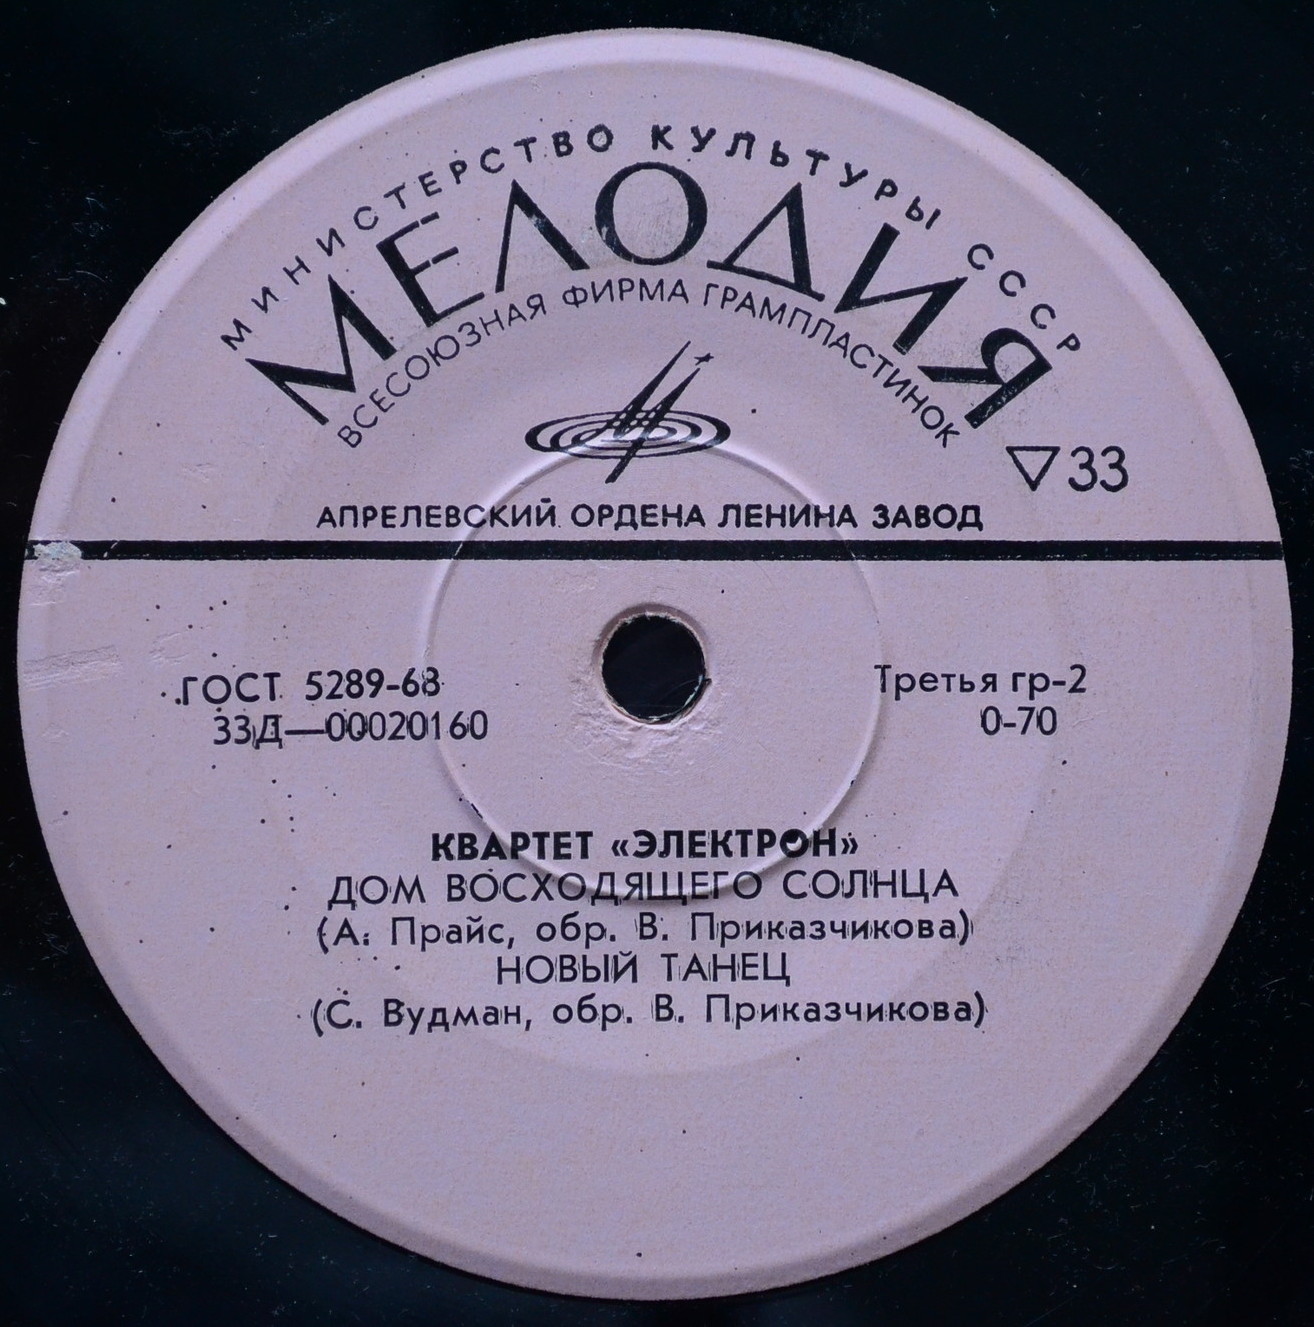 МИНИСТЕРСТВО КУЛЬТУРЫ СССР
МЕЛОДИЯ
ВСЕСОЮЗНАЯ ФИРМА ГРАМПЛАСТИНОК
▽33
АПРЕЛЕВСКИЙ ОРДЕНА ЛЕНИНА ЗАВОД
ГОСТ 5289-68
Третья гр-2
33Д—00020160
0-70
КВАРТЕТ «ЭЛЕКТРОН»
ДОМ ВОСХОДЯЩЕГО СОЛНЦА
(А. Прайс, обр. В. Приказчикова)
НОВЫЙ ТАНЕЦ
(С. Вудман, обр. В. Приказчикова)